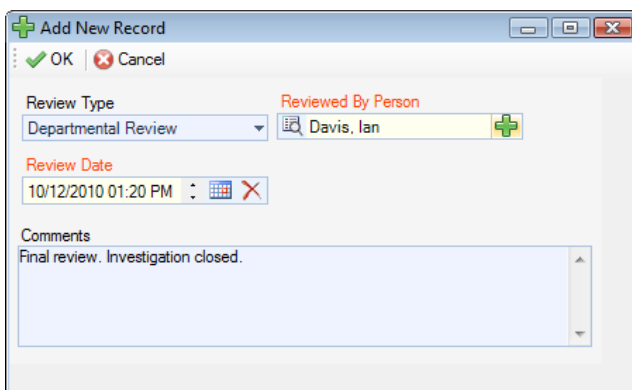 Add New Record
OK Cancel
Review Type Reviewed By Person
Departmental Review Davis, Ian
Review Date
10/12/2010 01:20 PM
Comments
Final review. Investigation closed.